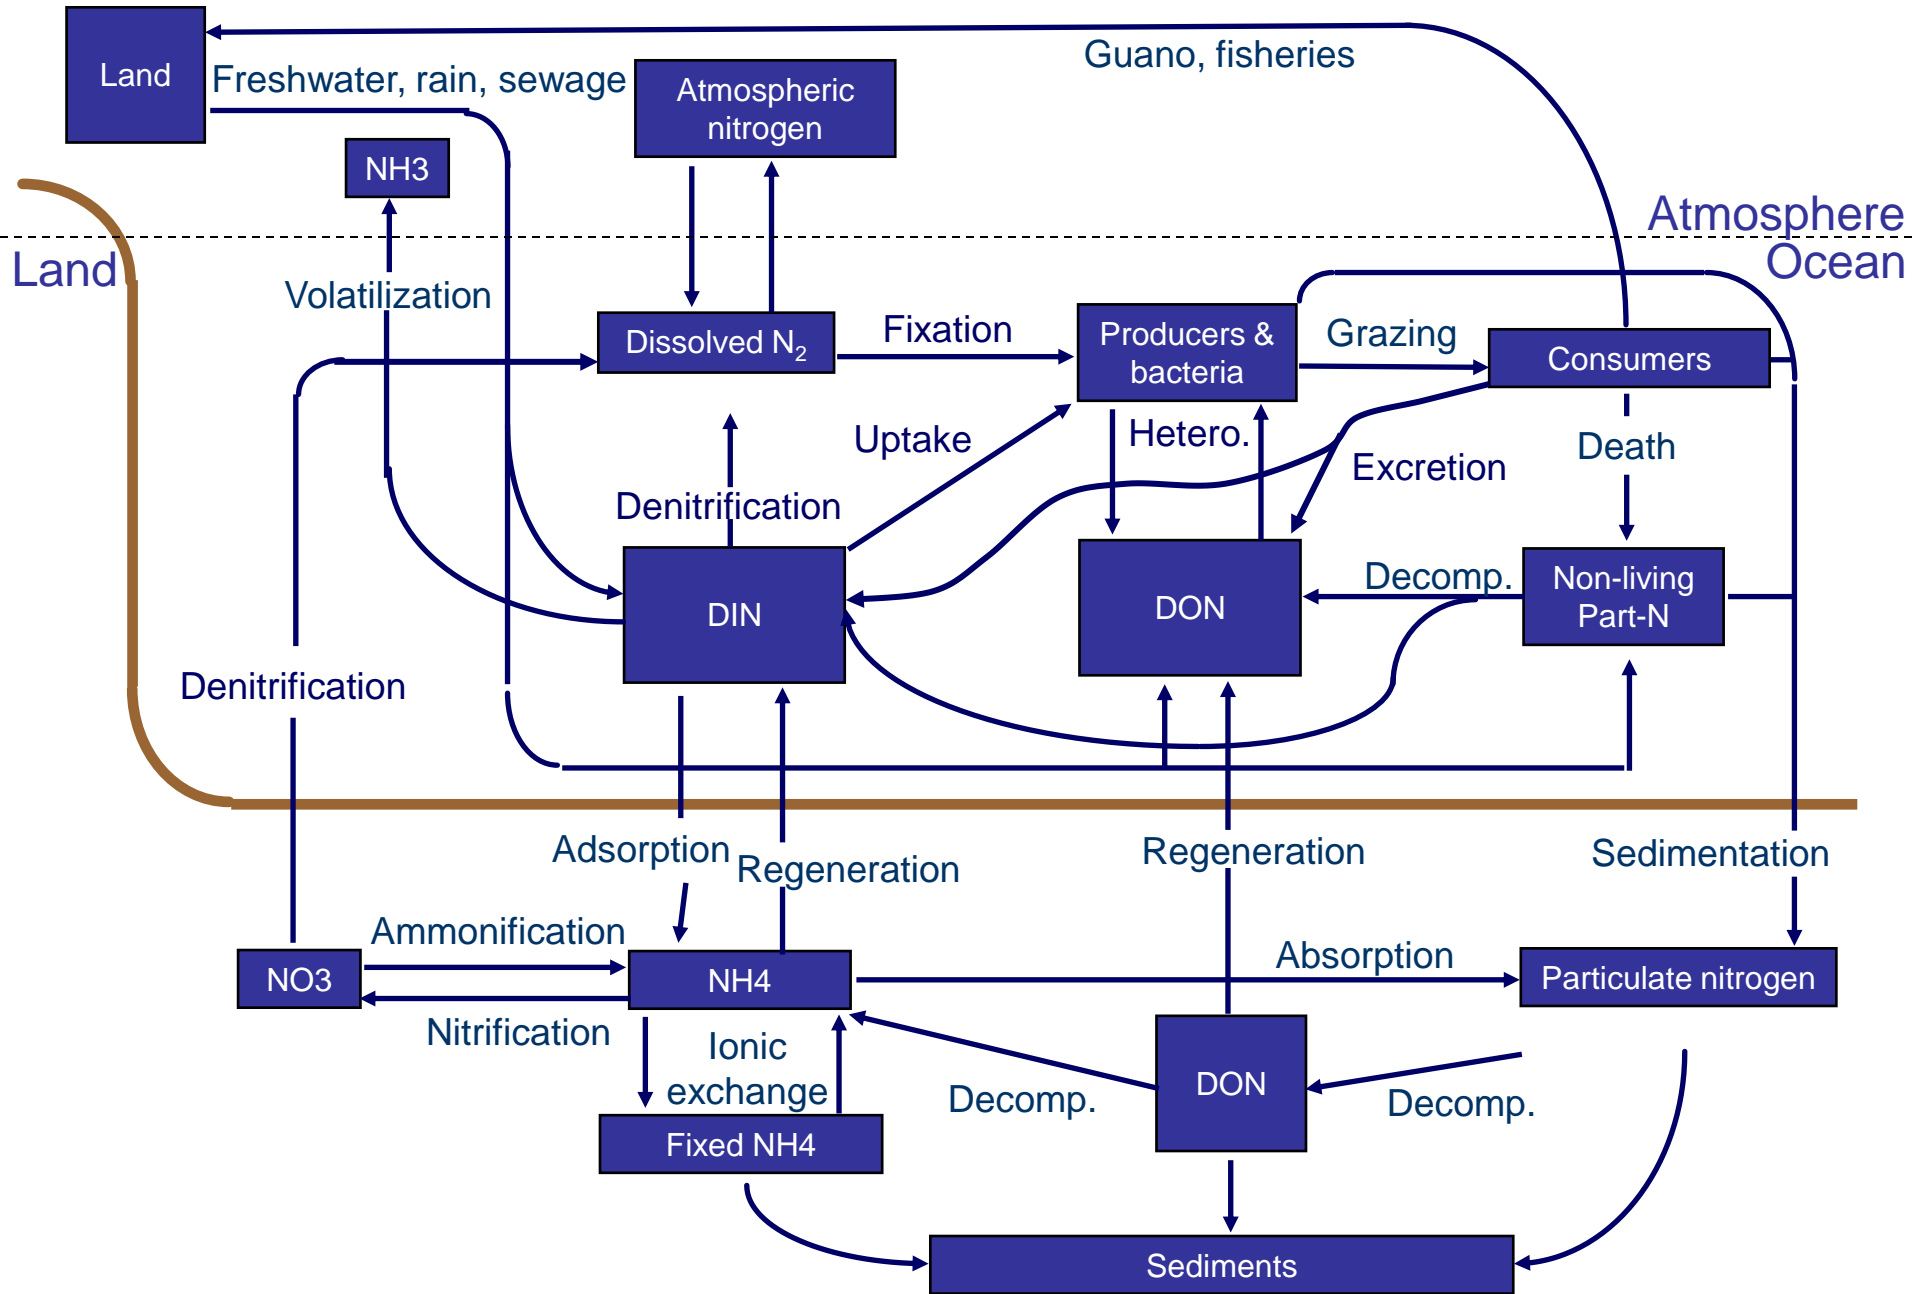 Guano, fisheries
Land
Freshwater, rain, sewage
Atmospheric
nitrogen
NH3
Atmosphere
Land
Ocean
Volatilization
Dissolved N₂
Fixation
Producers &
bacteria
Grazing
Consumers
Uptake
Hetero.
Death
Excretion
Denitrification
DIN
DON
Decomp.
Non-living
Part-N
Denitrification
Adsorption
Regeneration
Regeneration
Sedimentation
Ammonification
Absorption
NO3
NH4
Particulate nitrogen
Nitrification
Ionic
exchange
Decomp.
DON
Decomp.
Fixed NH4
Sediments